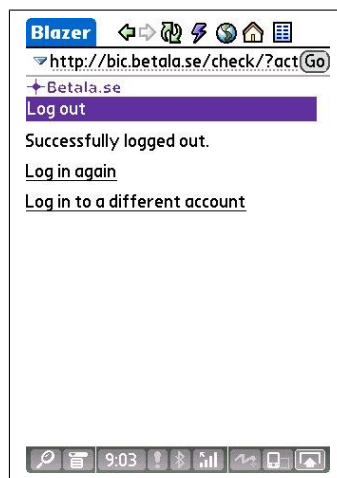 Blazer
http://bic.betala.se/check/?act Go
Betala.se
Log out
Successfully logged out.
Log in again
Log in to a different account
9:03